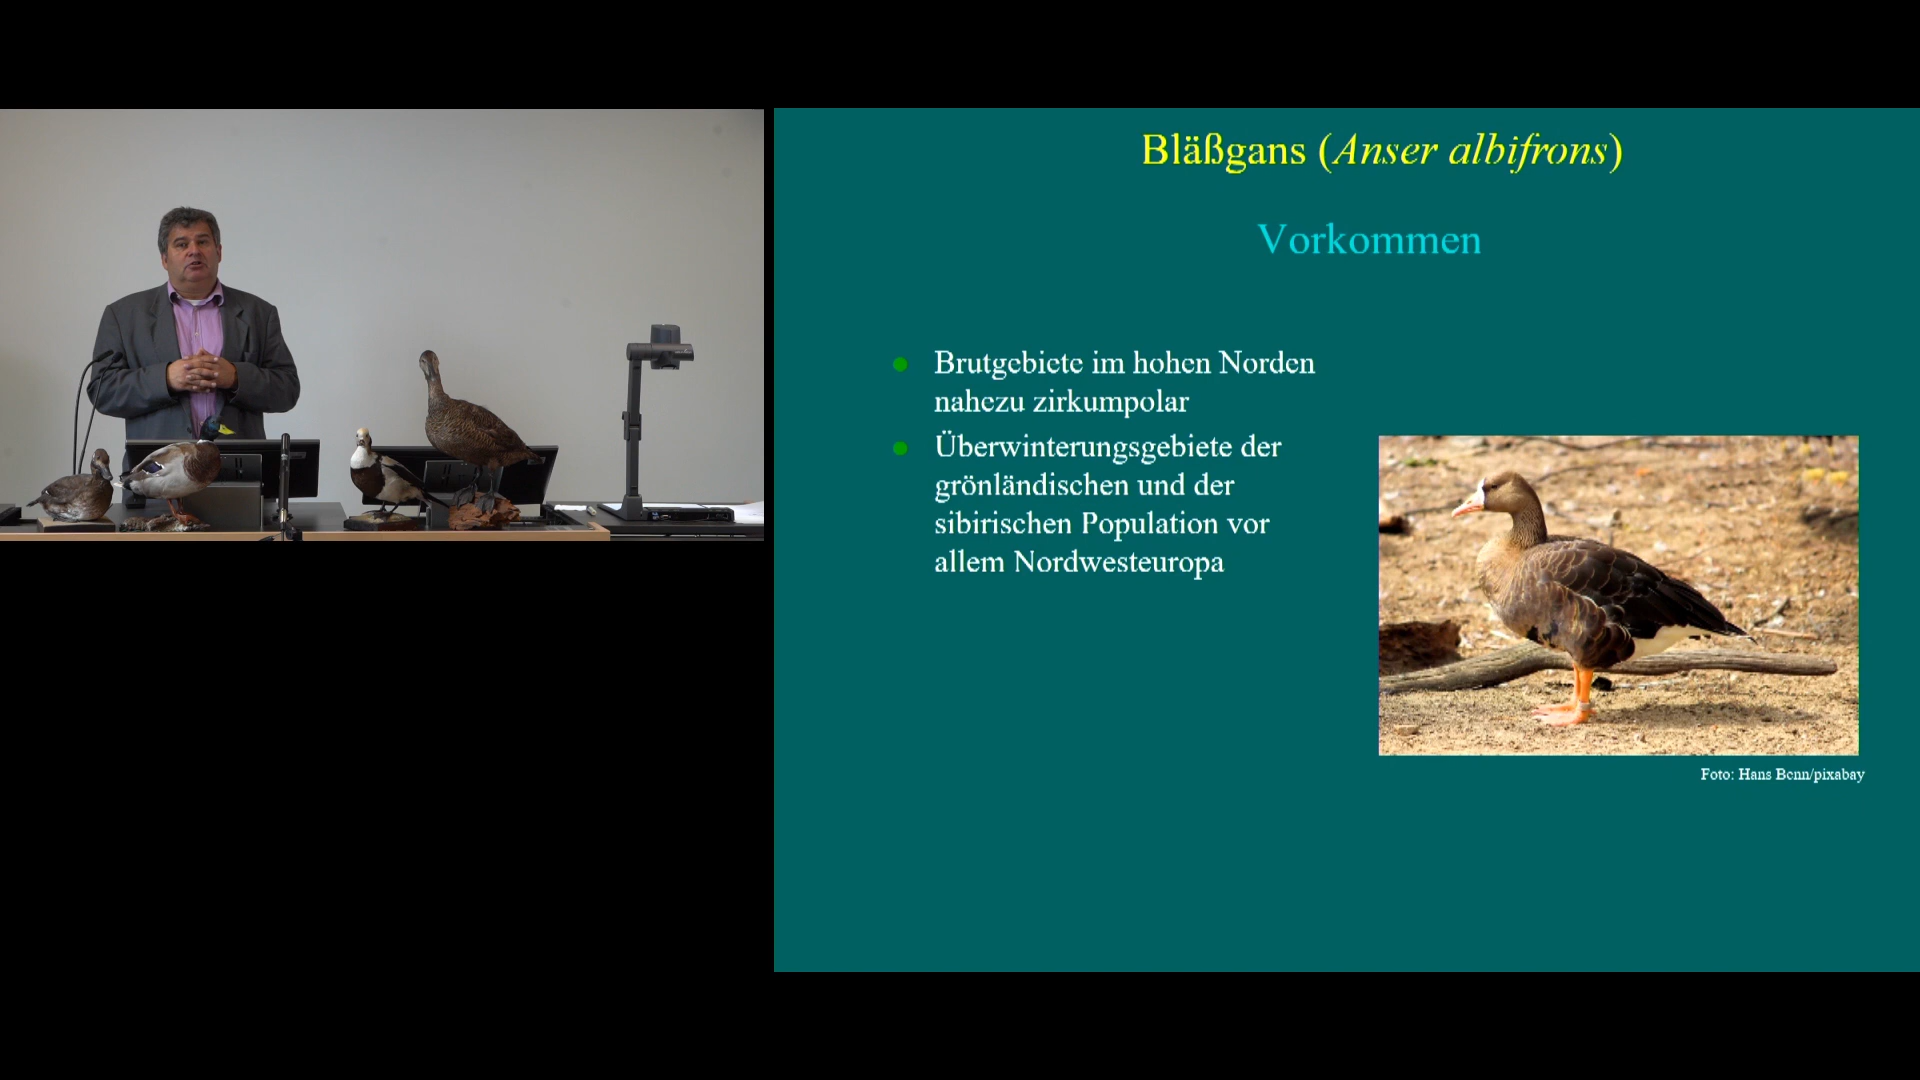 Bläßgans (Anser albifrons)
Vorkommen
Brutgebiete im hohen Norden
nahezu zirkumpolar
Überwinterungsgebiete der
grönländischen und der
sibirischen Population vor
allem Nordwesteuropa
Foto: Hans Benn/pixabay